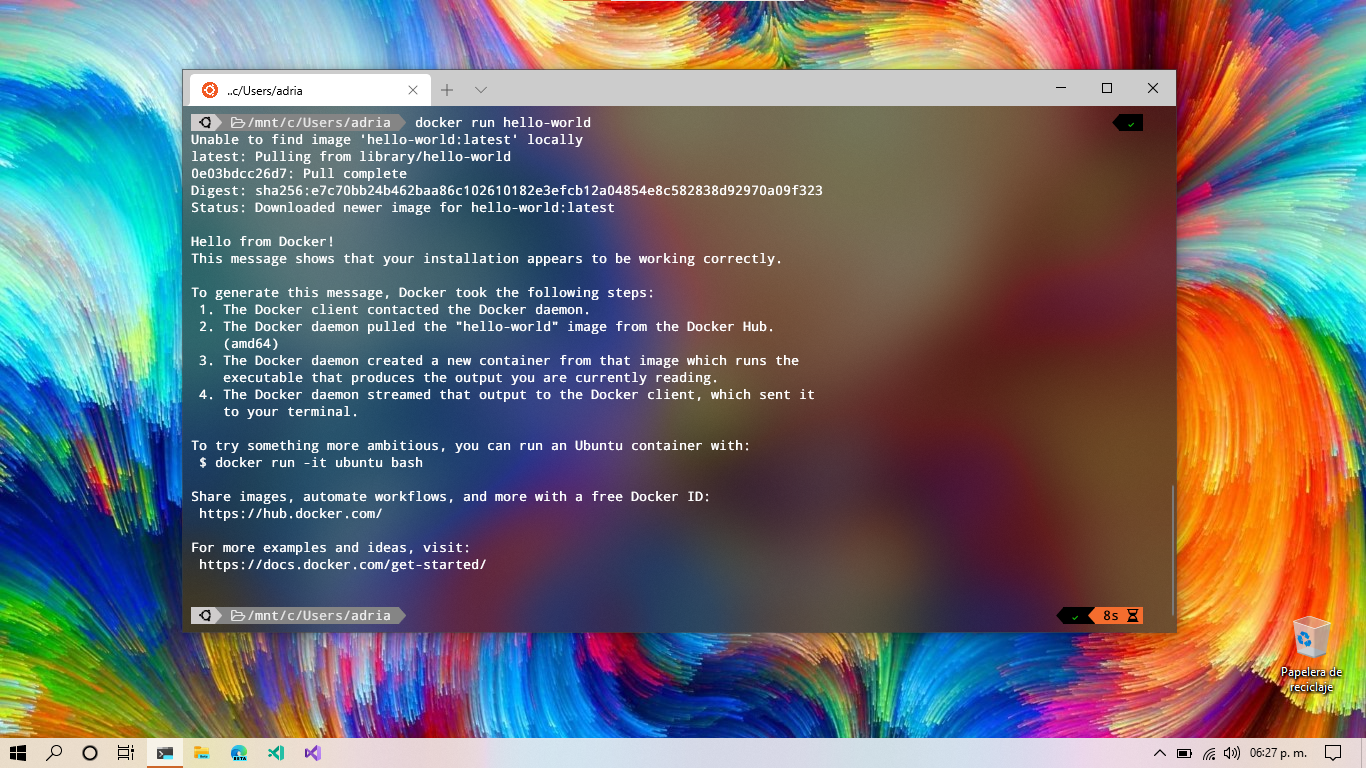 ..c/Users/adria
/mnt/c/Users/adria docker run hello-world
Unable to find image 'hello-world:latest' locally
latest: Pulling from library/hello-world
0e03bdcc26d7: Pull complete
Digest: sha256:e7c70bb24b462baa86c102610182e3efcb12a04854e8c582838d92970a09f323
Status: Downloaded newer image for hello-world:latest
Hello from Docker!
This message shows that your installation appears to be working correctly.
To generate this message, Docker took the following steps:
1. The Docker client contacted the Docker daemon.
2. The Docker daemon pulled the "hello-world" image from the Docker Hub.
(amd64)
3. The Docker daemon created a new container from that image which runs the
executable that produces the output you are currently reading.
4. The Docker daemon streamed that output to the Docker client, which sent it
to your terminal.
To try something more ambitious, you can run an Ubuntu container with:
$ docker run -it ubuntu bash
Share images, automate workflows, and more with a free Docker ID:
https://hub.docker.com/
For more examples and ideas, visit:
https://docs.docker.com/get-started/
/mnt/c/Users/adria 8s
Papelera de
reciclaje
BETA
06:27 p. m.